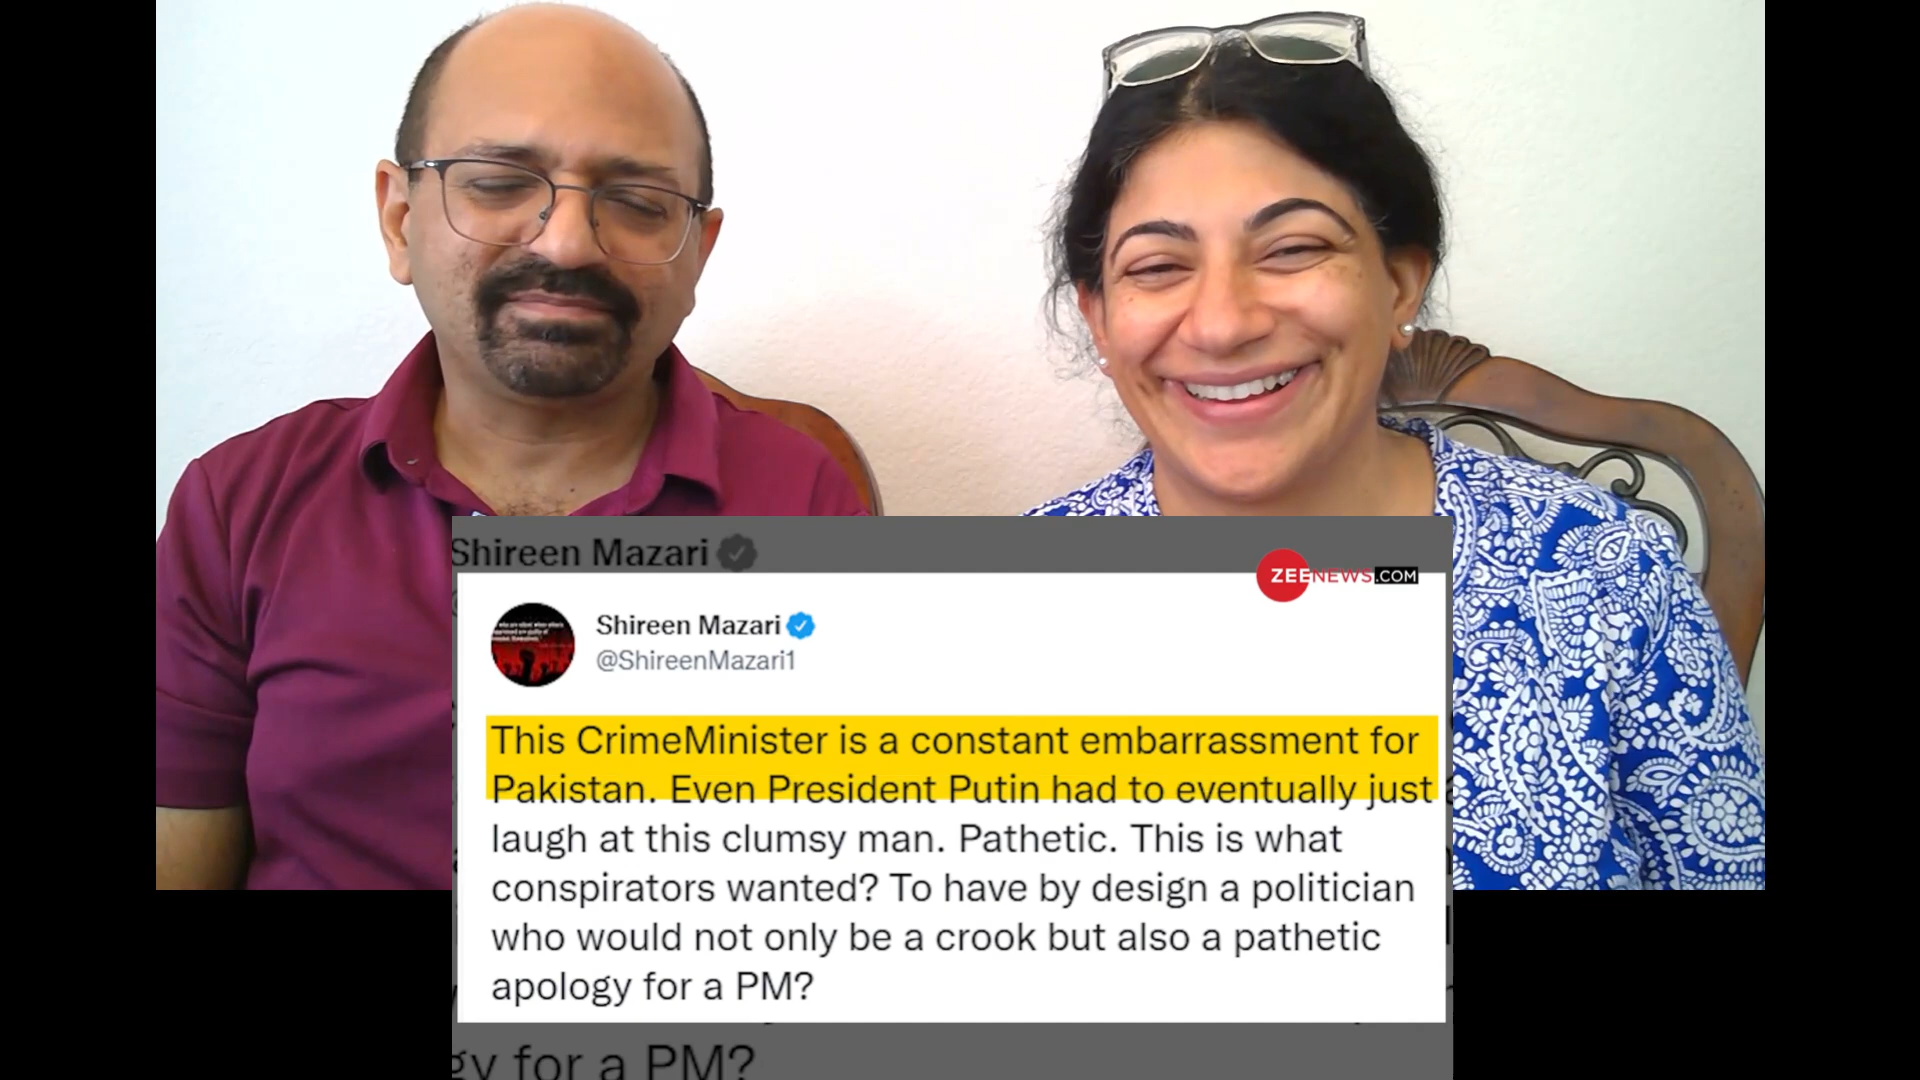 Shireen Mazari
ZEENEWS.COM
Shireen Mazari
@ShireenMazari1
This CrimeMinister is a constant embarrassment for
Pakistan. Even President Putin had to eventually just
laugh at this clumsy man. Pathetic. This is what
conspirators wanted? To have by design a politician
who would not only be a crook but also a pathetic
apology for a PM?
gy for a PM?